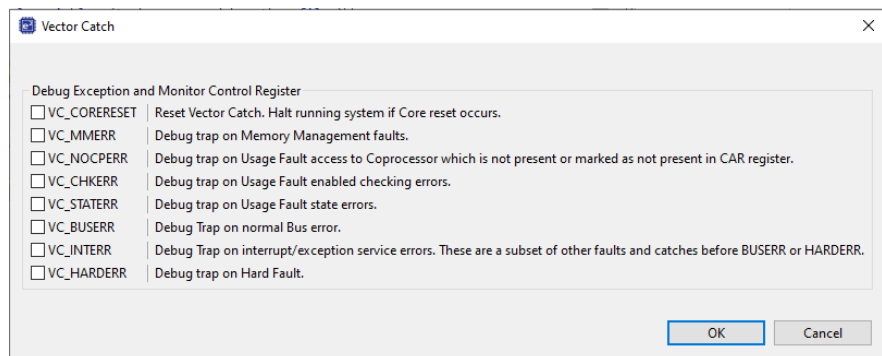 Vector Catch
Debug Exception and Monitor Control Register
VC_CORERESET Reset Vector Catch. Halt running system if Core reset occurs.
VC_MMERR Debug trap on Memory Management faults.
VC_NOCPERR Debug trap on Usage Fault access to Coprocessor which is not present or marked as not present in CAR register.
VC_CHKERR Debug trap on Usage Fault enabled checking errors.
VC_STATERR Debug trap on Usage Fault state errors.
VC_BUSERR Debug Trap on normal Bus error.
VC_INTERR Debug Trap on interrupt/exception service errors. These are a subset of other faults and catches before BUSERR or HARDERR.
VC_HARDERR Debug trap on Hard Fault.
OK Cancel